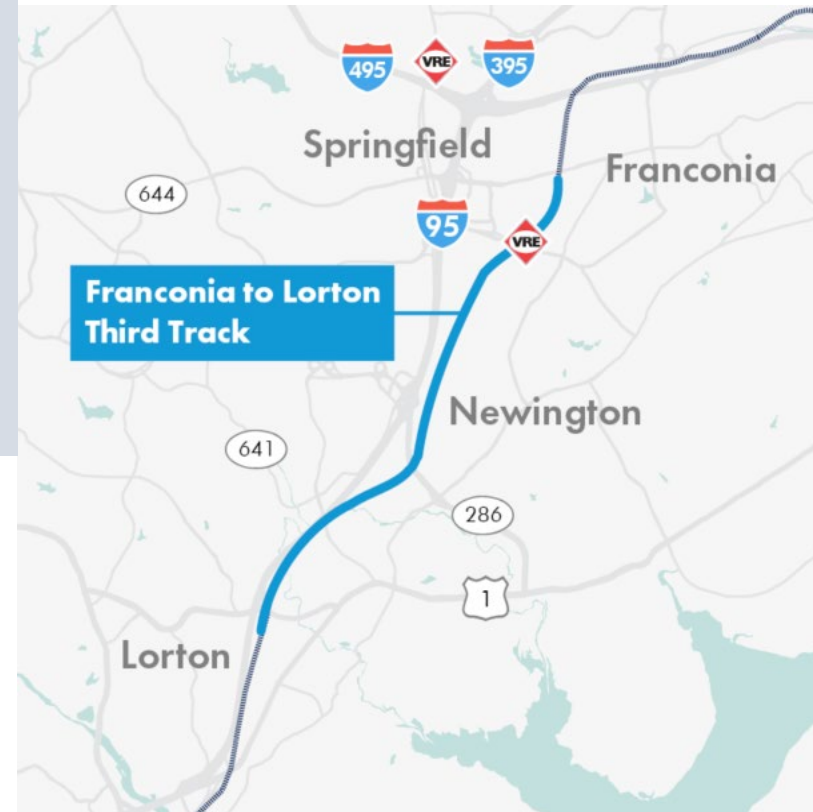 495
VRE
395
Springfield
Franconia
644
95
VRE
Franconia to Lorton
Third Track
Newington
641
286
1
Lorton